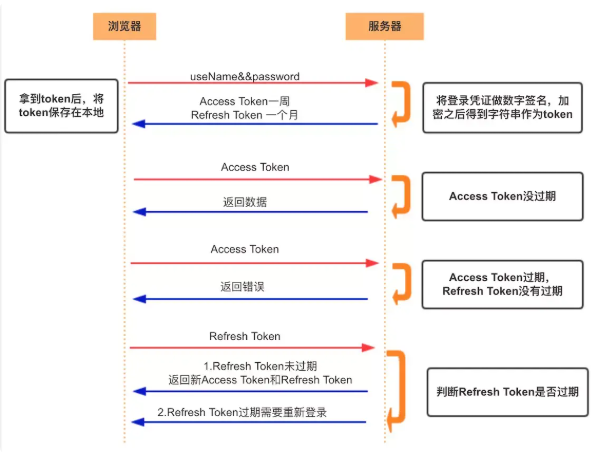 浏览器
服务器
useName&&password
拿到token后，将
token保存在本地
Access Token一周
Refresh Token 一个月
将登录凭证做数字签名，加
密之后得到字符串作为token
Access Token
返回数据
Access Token没过期
Access Token
返回错误
Access Token过期，
Refresh Token没有过期
Refresh Token
1.Refresh Token未过期
返回新Access Token和Refresh Token
判断Refresh Token是否过期
2.Refresh Token过期需要重新登录